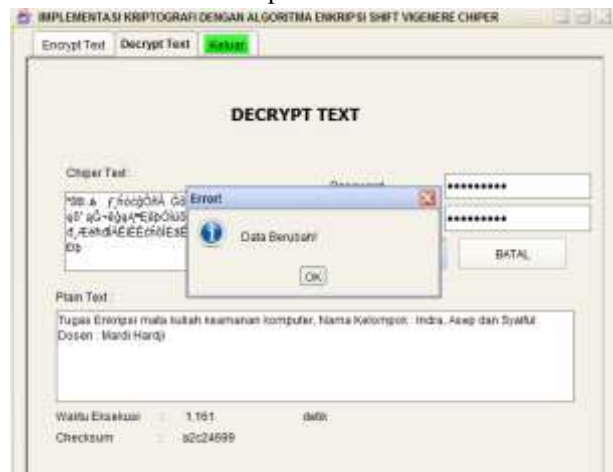 IMPLEMENTASI KRIPTOGRAFI DENGAN ALGORITMA ENKRIPSI SHIFT VIGENERE CHIPER
Encrypt Text Decrypt Text Keluar
DECRYPT TEXT
Chiper Text:
Error!
Data Berubah!
OK
BATAL
Plain Text :
Tugas Enkripsi mata kuliah keamanan komputer, Nama Kelompok : Indra, Asep dan Syaiful
Dosen : Mardi Hardji
Waktu Eksekusi : 1.161 detik
Checksum : a2c24699